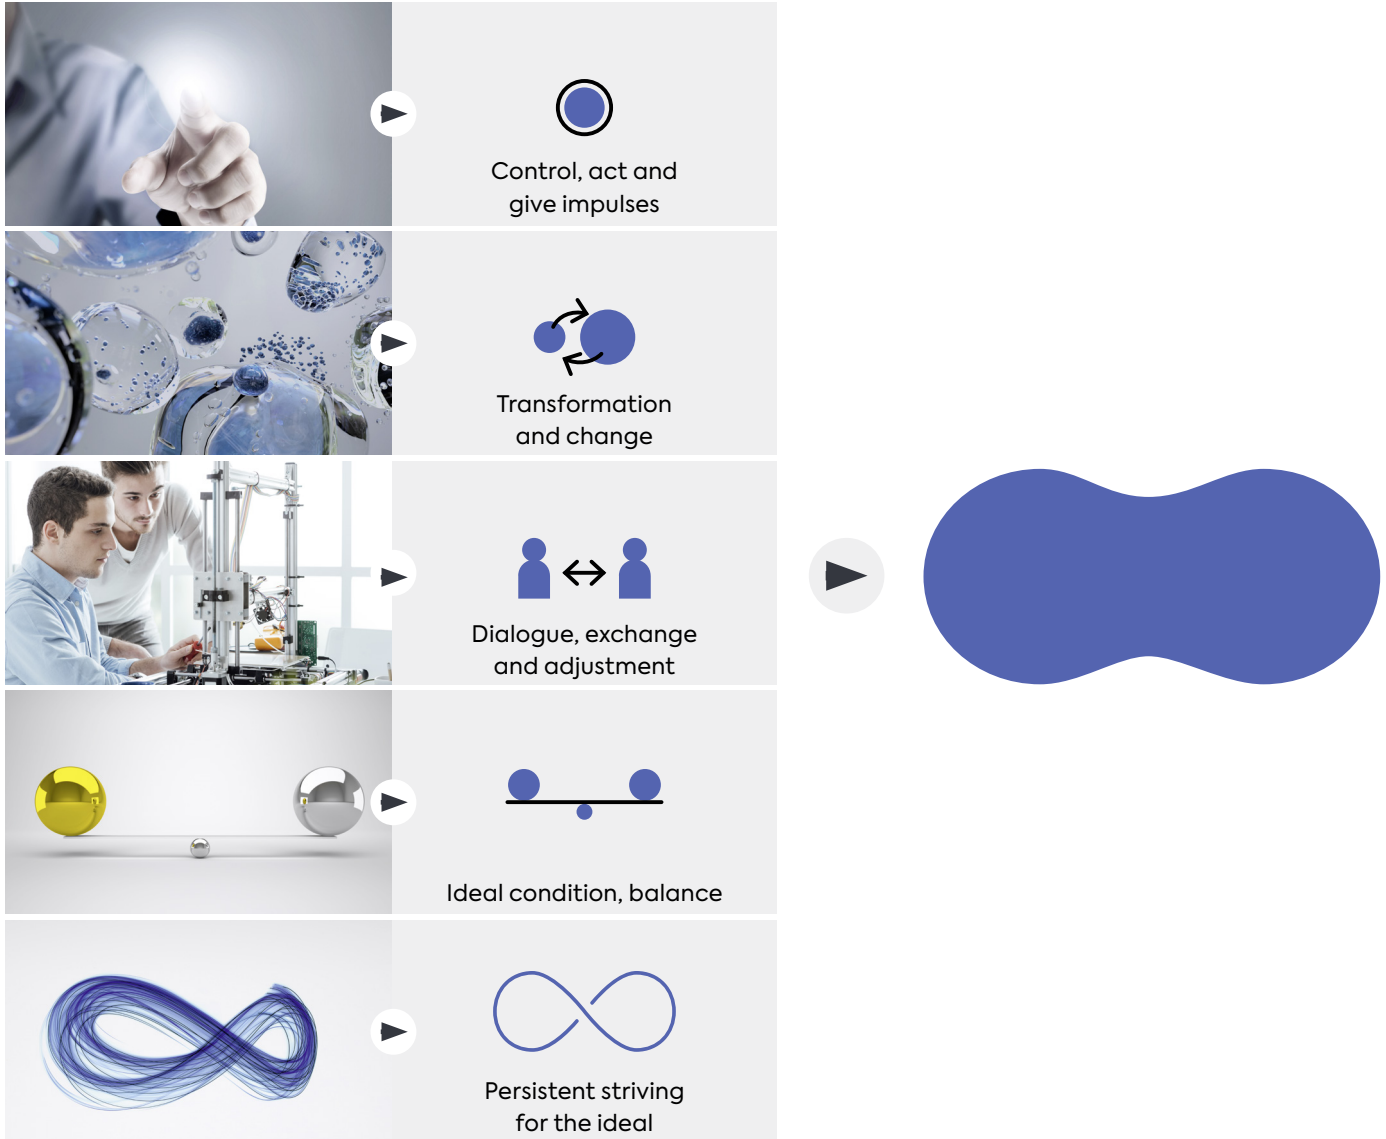 Control, act and
give impulses
Transformation
and change
Dialogue, exchange
and adjustment
Ideal condition, balance
Persistent striving
for the ideal